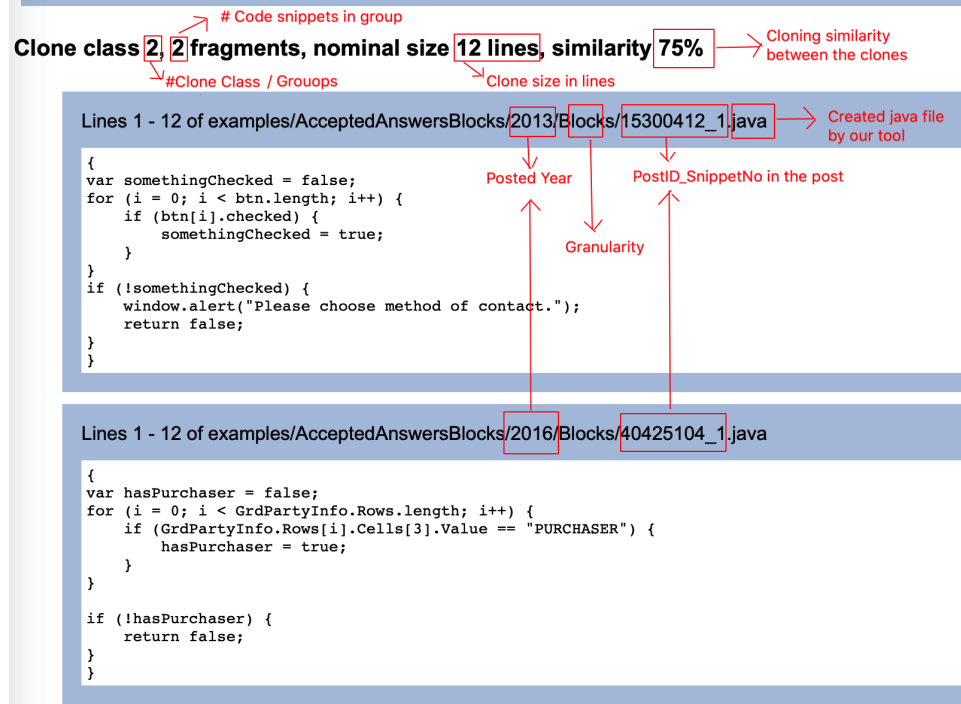 # Code snippets in group
Clone class 2, 2 fragments, nominal size 12 lines, similarity 75%
Cloning similarity
between the clones
#Clone Class / Grouops
Clone size in lines
Lines 1 - 12 of examples/AcceptedAnswersBlocks/2013/Blocks/15300412_1.java
Created java file
by our tool
Posted Year
PostID_SnippetNo in the post
Granularity
{
var somethingChecked = false;
for (i = 0; i < btn.length; i++) {
    if (btn[i].checked) {
        somethingChecked = true;
    }
}
if (!somethingChecked) {
    window.alert("Please choose method of contact.");
    return false;
}
}
Lines 1 - 12 of examples/AcceptedAnswersBlocks/2016/Blocks/40425104_1.java
{
var hasPurchaser = false;
for (i = 0; i < GrdPartyInfo.Rows.length; i++) {
    if (GrdPartyInfo.Rows[i].Cells[3].Value == "PURCHASER") {
        hasPurchaser = true;
    }
}
if (!hasPurchaser) {
    return false;
}
}